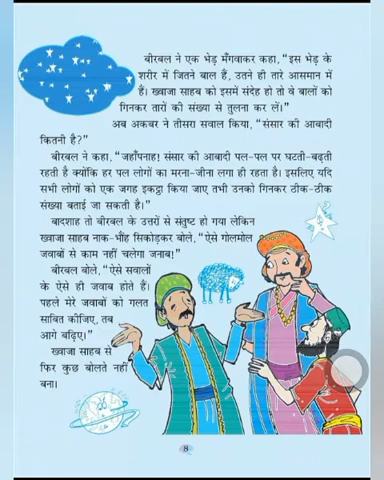 बीरबल ने एक भेड़ मँगवाकर कहा, "इस भेड़ के
शरीर में जितने बाल हैं, उतने ही तारे आसमान में
हैं। ख्वाजा साहब को इसमें संदेह हो तो वे बालों को
गिनकर तारों की संख्या से तुलना कर लें।"
अब अकबर ने तीसरा सवाल किया, "संसार की आबादी
कितनी है?"
बीरबल ने कहा, "जहाँपनाह! संसार की आबादी पल-पल पर घटती-बढ़ती
रहती है क्योंकि हर पल लोगों का मरना-जीना लगा ही रहता है। इसलिए यदि
सभी लोगों को एक जगह इकट्ठा किया जाए तभी उनको गिनकर ठीक-ठीक
संख्या बताई जा सकती है।"
बादशाह तो बीरबल के उत्तरों से संतुष्ट हो गया लेकिन
ख्वाजा साहब नाक-भौंह सिकोड़कर बोले, "ऐसे गोलमोल
जवाबों से काम नहीं चलेगा जनाब!"
बीरबल बोले, "ऐसे सवालों
के ऐसे ही जवाब होते हैं।
पहले मेरे जवाबों को गलत
साबित कीजिए, तब
आगे बढ़िए।"
ख्वाजा साहब से
फिर कुछ बोलते नहीं
बना।
8